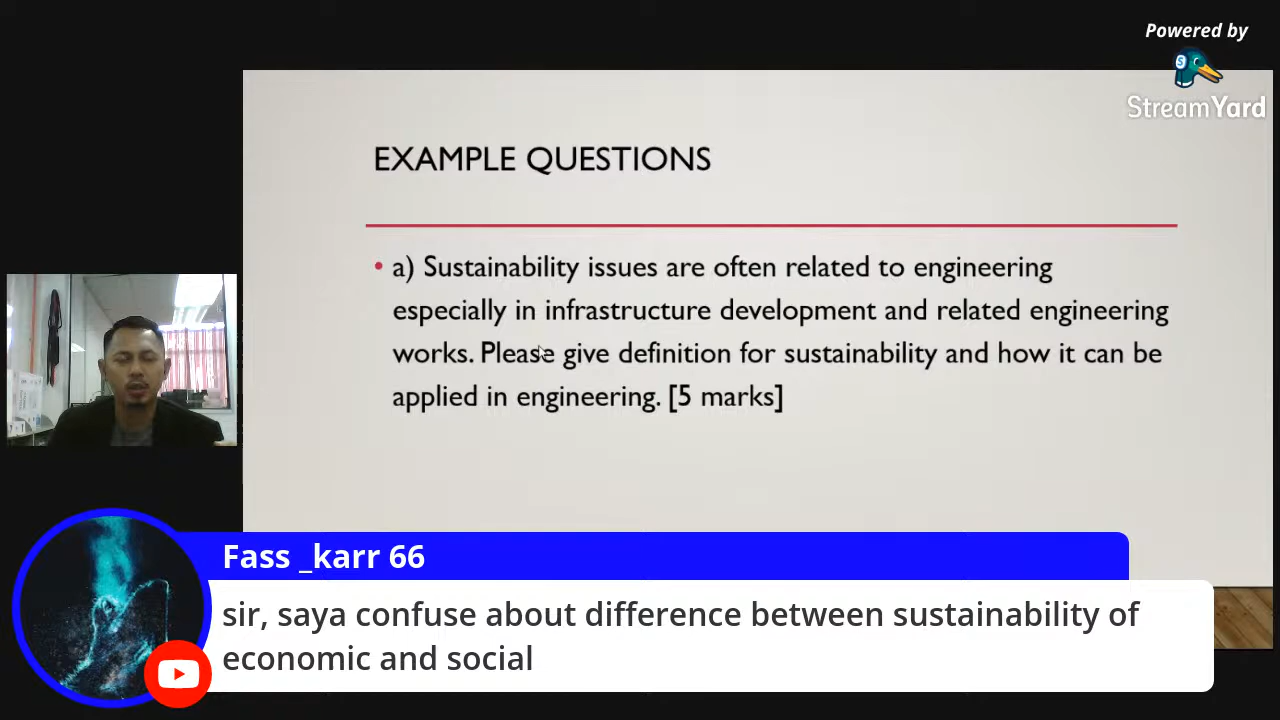 Powered by
StreamYard
EXAMPLE QUESTIONS
• a) Sustainability issues are often related to engineering
especially in infrastructure development and related engineering
works. Please give definition for sustainability and how it can be
applied in engineering. [5 marks]
Fass _karr 66
sir, saya confuse about difference between sustainability of
economic and social